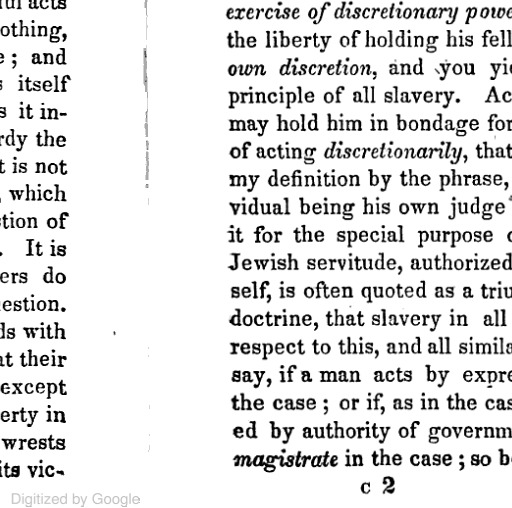 ful acts
othing,
e ; and
s itself
s it in-
rdy the
t is not
, which
stion of
. It is
ers do
estion.
ds with
at their
except
erty in
wrests
its vic-
exercise of discretionary powe
the liberty of holding his fell
own discretion, and you yie
principle of all slavery. Ac
may hold him in bondage for
of acting discretionarily, that
my definition by the phrase,
vidual being his own judge
it for the special purpose o
Jewish servitude, authorized
self, is often quoted as a triu
doctrine, that slavery in all
respect to this, and all simila
say, if a man acts by expre
the case ; or if, as in the cas
ed by authority of governm
magistrate in the case ; so b
c 2
Digitized by Google